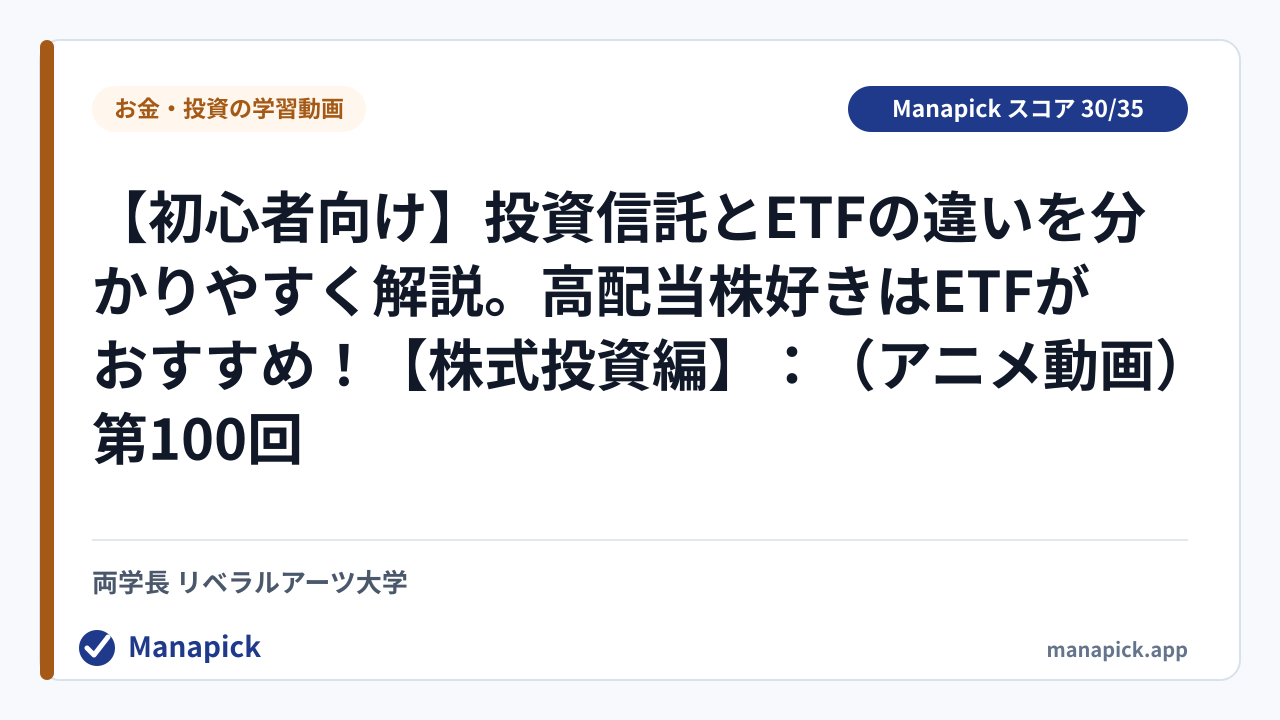 お金・投資の学習動画
Manapick スコア 30/35
【初心者向け】投資信託とETFの違いを分
かりやすく解説。高配当株好きはETFが
おすすめ！【株式投資編】：（アニメ動画）
第100回
両学長 リベラルアーツ大学
Manapick
manapick.app